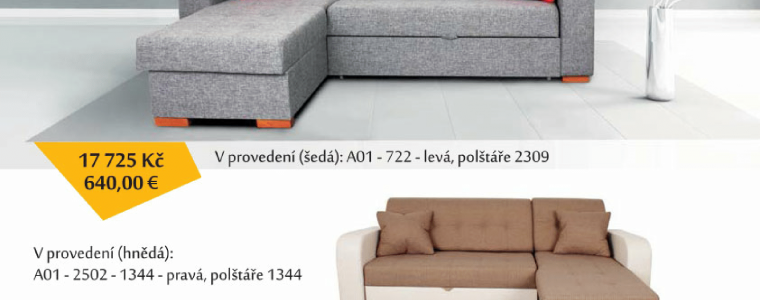 17 725 Kč
640,00 €
V provedení (šedá): A01 - 722 - levá, polštáře 2309
V provedení (hnědá):
A01 - 2502 - 1344 - pravá, polštáře 1344